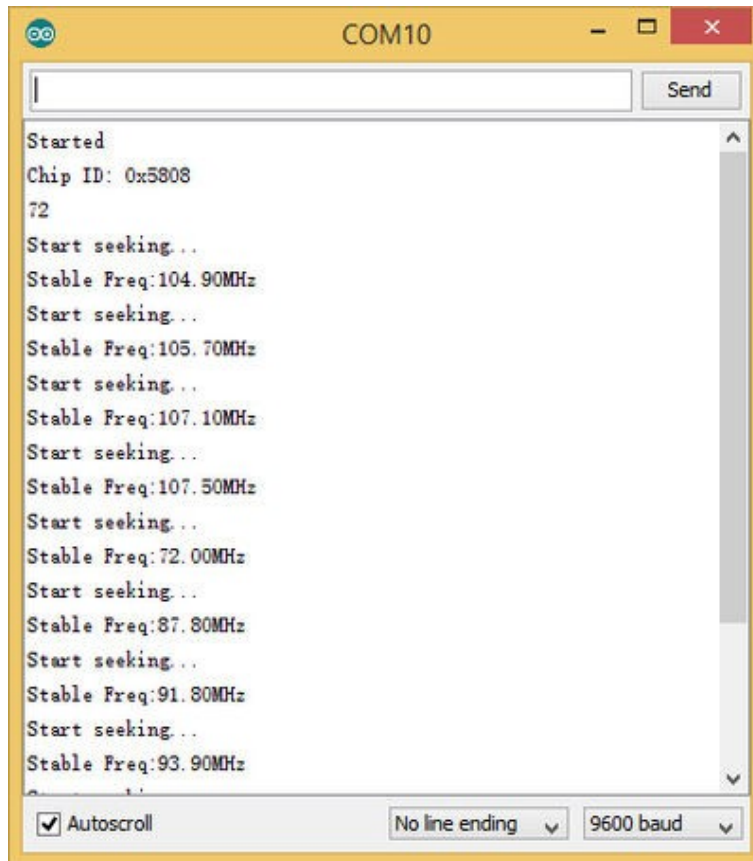 COM10
Send
Started
Chip ID: 0x5808
72
Start seeking...
Stable Freq:104.90MHz
Start seeking...
Stable Freq:105.70MHz
Start seeking...
Stable Freq:107.10MHz
Start seeking...
Stable Freq:107.50MHz
Start seeking...
Stable Freq:72.00MHz
Start seeking...
Stable Freq:87.80MHz
Start seeking...
Stable Freq:91.80MHz
Start seeking...
Stable Freq:93.90MHz
Autoscroll No line ending 9600 baud